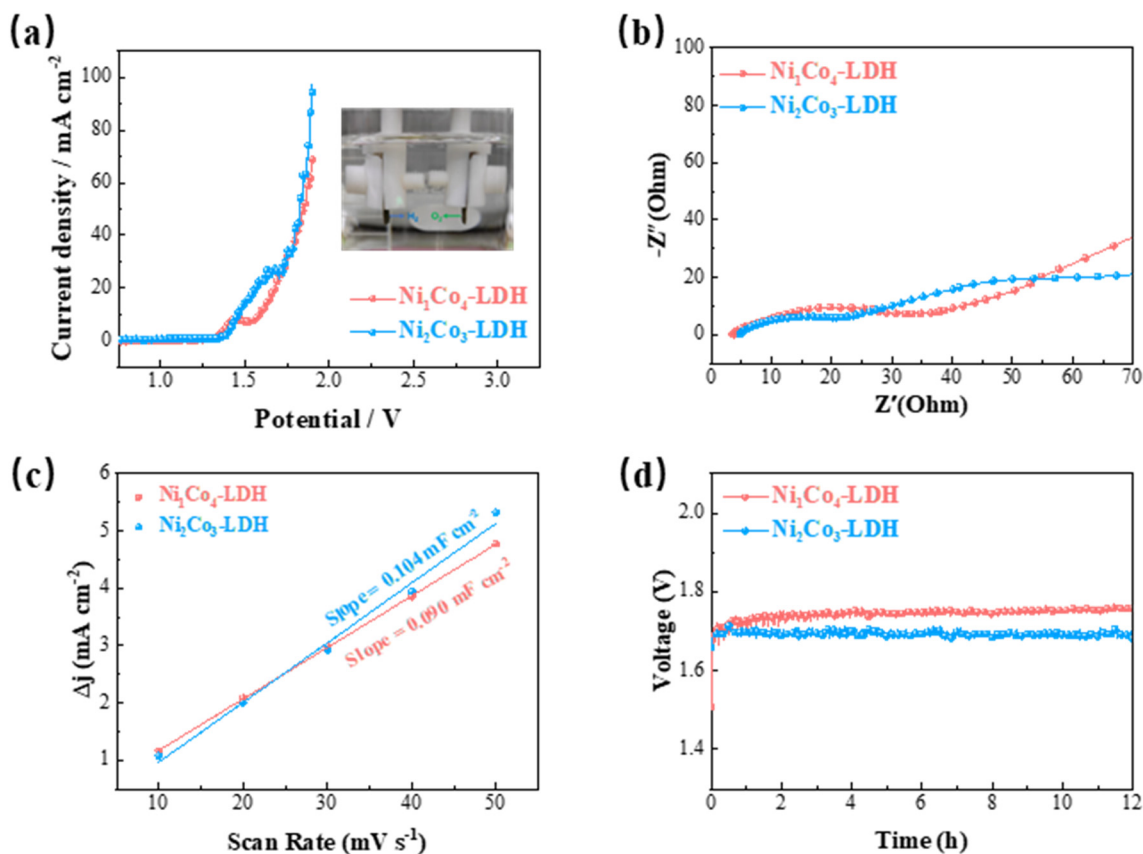 (a)
Current density / mA cm⁻²
100
80
60
40
20
0
1.0 1.5 2.0 2.5 3.0
Potential / V
H₂ O₂
Ni₁Co₄-LDH
Ni₂Co₃-LDH
(b)
-Z″(Ohm)
100
80
60
40
20
0
0 10 20 30 40 50 60 70
Z′(Ohm)
Ni₁Co₄-LDH
Ni₂Co₃-LDH
(c)
Δj (mA cm⁻²)
6
5
4
3
2
1
10 20 30 40 50
Scan Rate (mV s⁻¹)
Ni₁Co₄-LDH
Ni₂Co₃-LDH
Slope = 0.104 mF cm⁻²
Slope = 0.090 mF cm⁻²
(d)
Voltage (V)
2.0
1.8
1.6
1.4
0 2 4 6 8 10 12
Time (h)
Ni₁Co₄-LDH
Ni₂Co₃-LDH